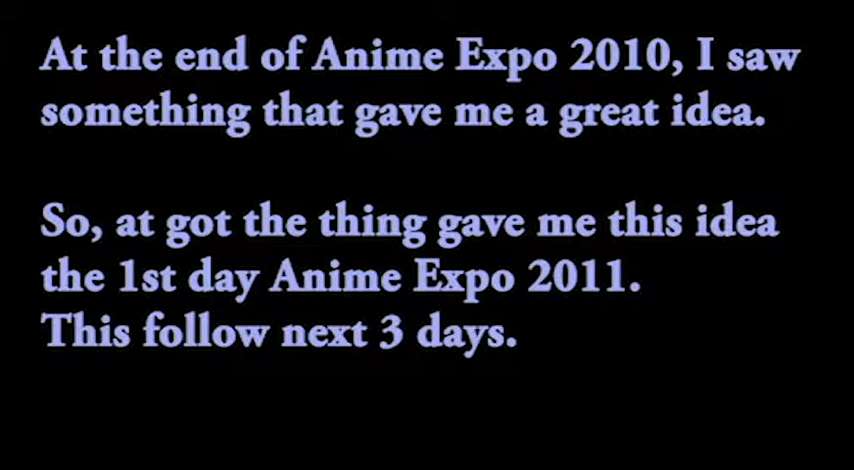 At the end of Anime Expo 2010, I saw
something that gave me a great idea.
So, at got the thing gave me this idea
the 1st day Anime Expo 2011.
This follow next 3 days.